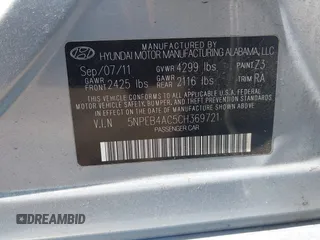 HYUNDAI MOTOR MANUFACTURING ALABAMA, LLC
Sep/07/11 GVWR 4299 lbs PAINT Z3
GAWR FRONT 2425 lbs GAWR REAR 2116 lbs TRIM RA
THIS VEHICLE CONFORMS TO ALL APPLICABLE FEDERAL
MOTOR VEHICLE SAFETY, BUMPER, AND THEFT PREVENTION
STANDARDS IN EFFECT ON THE DATE OF MANUFACTURE
SHOWN ABOVE.
V.I.N 5NPEB4AC5CH369721
PASSENGER CAR
DREAMBID